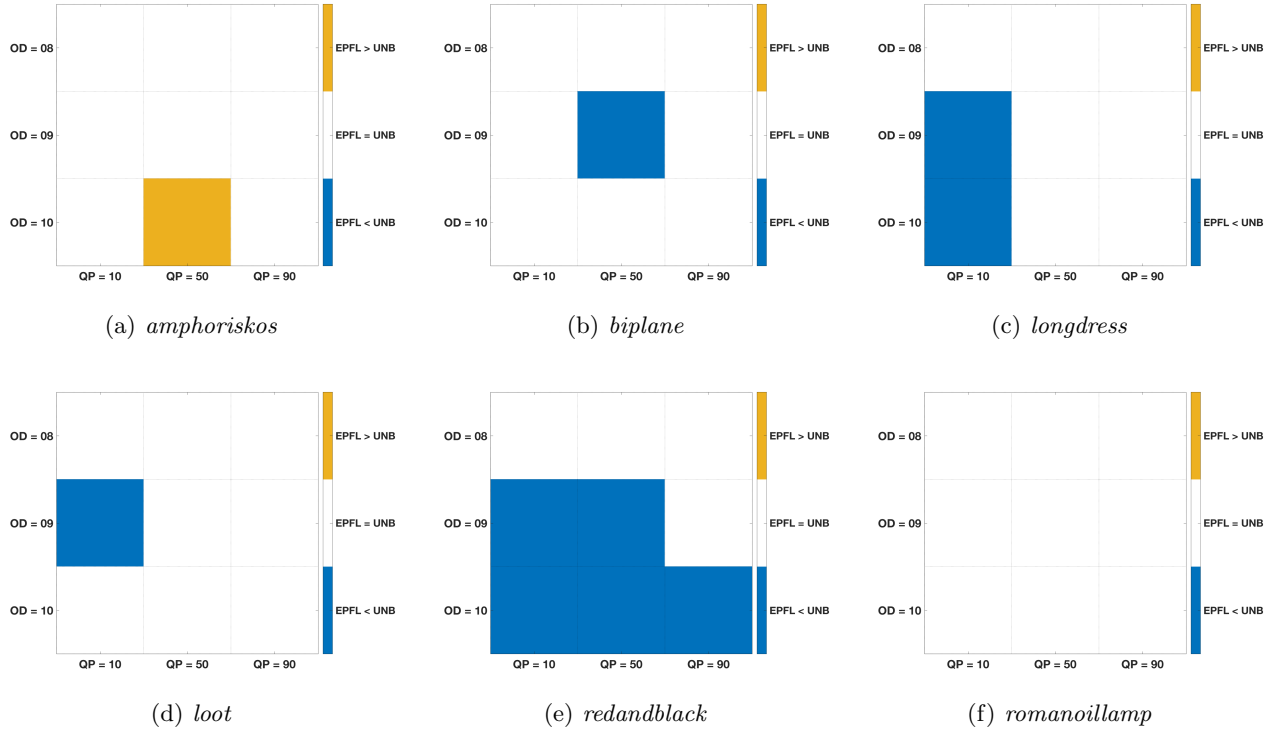 OD = 08
OD = 09
OD = 10
QP = 10 QP = 50 QP = 90
EPFL > UNB
EPFL = UNB
EPFL < UNB
(a) amphoriskos
OD = 08
OD = 09
OD = 10
QP = 10 QP = 50 QP = 90
EPFL > UNB
EPFL = UNB
EPFL < UNB
(b) biplane
OD = 08
OD = 09
OD = 10
QP = 10 QP = 50 QP = 90
EPFL > UNB
EPFL = UNB
EPFL < UNB
(c) longdress
OD = 08
OD = 09
OD = 10
QP = 10 QP = 50 QP = 90
EPFL > UNB
EPFL = UNB
EPFL < UNB
(d) loot
OD = 08
OD = 09
OD = 10
QP = 10 QP = 50 QP = 90
EPFL > UNB
EPFL = UNB
EPFL < UNB
(e) redandblack
OD = 08
OD = 09
OD = 10
QP = 10 QP = 50 QP = 90
EPFL > UNB
EPFL = UNB
EPFL < UNB
(f) romanoillamp